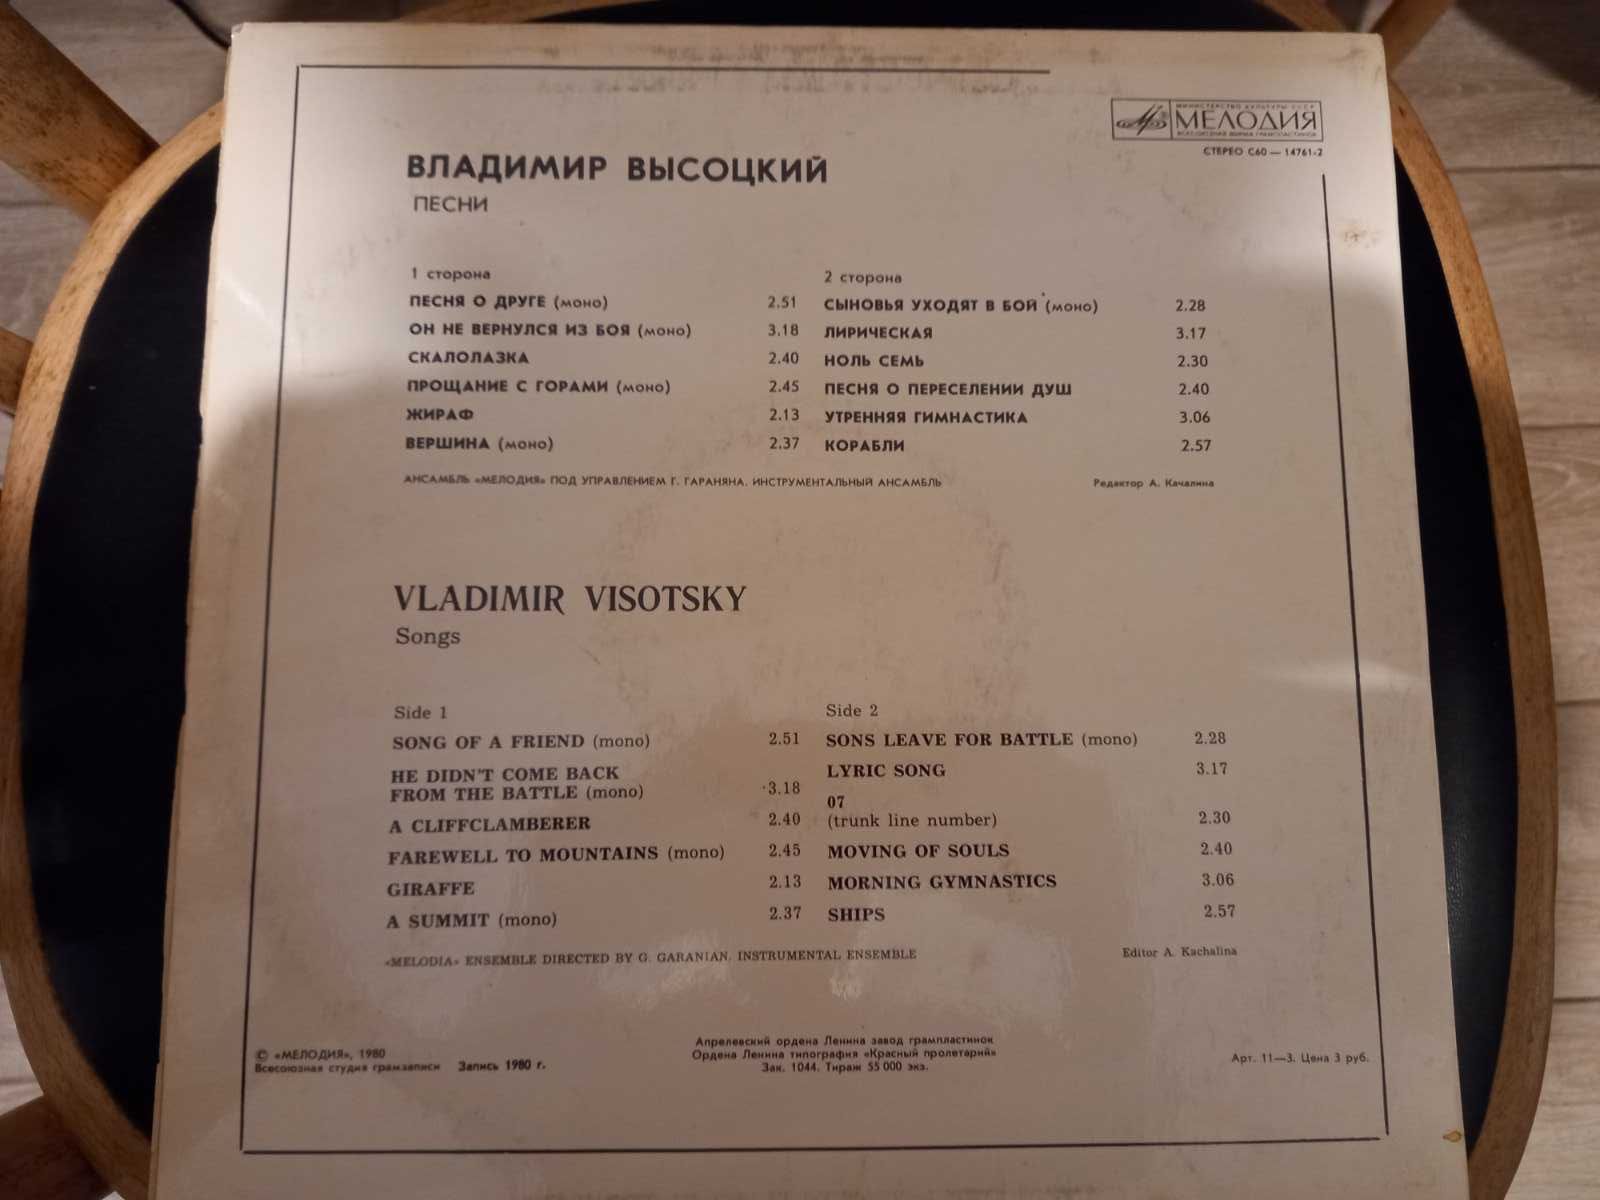 МИНИСТЕРСТВО КУЛЬТУРЫ СССР
МЕЛОДИЯ
ВСЕСОЮЗНАЯ ФИРМА ГРАМПЛАСТИНОК
СТЕРЕО С60 — 14761-2
ВЛАДИМИР ВЫСОЦКИЙ
ПЕСНИ
1 сторона
ПЕСНЯ О ДРУГЕ (моно) 2.51
ОН НЕ ВЕРНУЛСЯ ИЗ БОЯ (моно) 3.18
СКАЛОЛАЗКА 2.40
ПРОЩАНИЕ С ГОРАМИ (моно) 2.45
ЖИРАФ 2.13
ВЕРШИНА (моно) 2.37
2 сторона
СЫНОВЬЯ УХОДЯТ В БОЙ (моно) 2.28
ЛИРИЧЕСКАЯ 3.17
НОЛЬ СЕМЬ 2.30
ПЕСНЯ О ПЕРЕСЕЛЕНИИ ДУШ 2.40
УТРЕННЯЯ ГИМНАСТИКА 3.06
КОРАБЛИ 2.57
АНСАМБЛЬ «МЕЛОДИЯ» ПОД УПРАВЛЕНИЕМ Г. ГАРАНЯНА. ИНСТРУМЕНТАЛЬНЫЙ АНСАМБЛЬ
Редактор А. Качалина
VLADIMIR VISOTSKY
Songs
Side 1
SONG OF A FRIEND (mono) 2.51
HE DIDN'T COME BACK
FROM THE BATTLE (mono) 3.18
A CLIFFCLAMBERER 2.40
FAREWELL TO MOUNTAINS (mono) 2.45
GIRAFFE 2.13
A SUMMIT (mono) 2.37
Side 2
SONS LEAVE FOR BATTLE (mono) 2.28
LYRIC SONG 3.17
07
(trunk line number) 2.30
MOVING OF SOULS 2.40
MORNING GYMNASTICS 3.06
SHIPS 2.57
«MELODIA» ENSEMBLE DIRECTED BY G. GARANIAN. INSTRUMENTAL ENSEMBLE
Editor A. Kachalina
© «МЕЛОДИЯ», 1980
Всесоюзная студия грамзаписи Запись 1980 г.
Апрелевский ордена Ленина завод грампластинок
Ордена Ленина типография «Красный пролетарий»
Зак. 1044. Тираж 55 000 экз.
Арт. 11—3. Цена 3 руб.